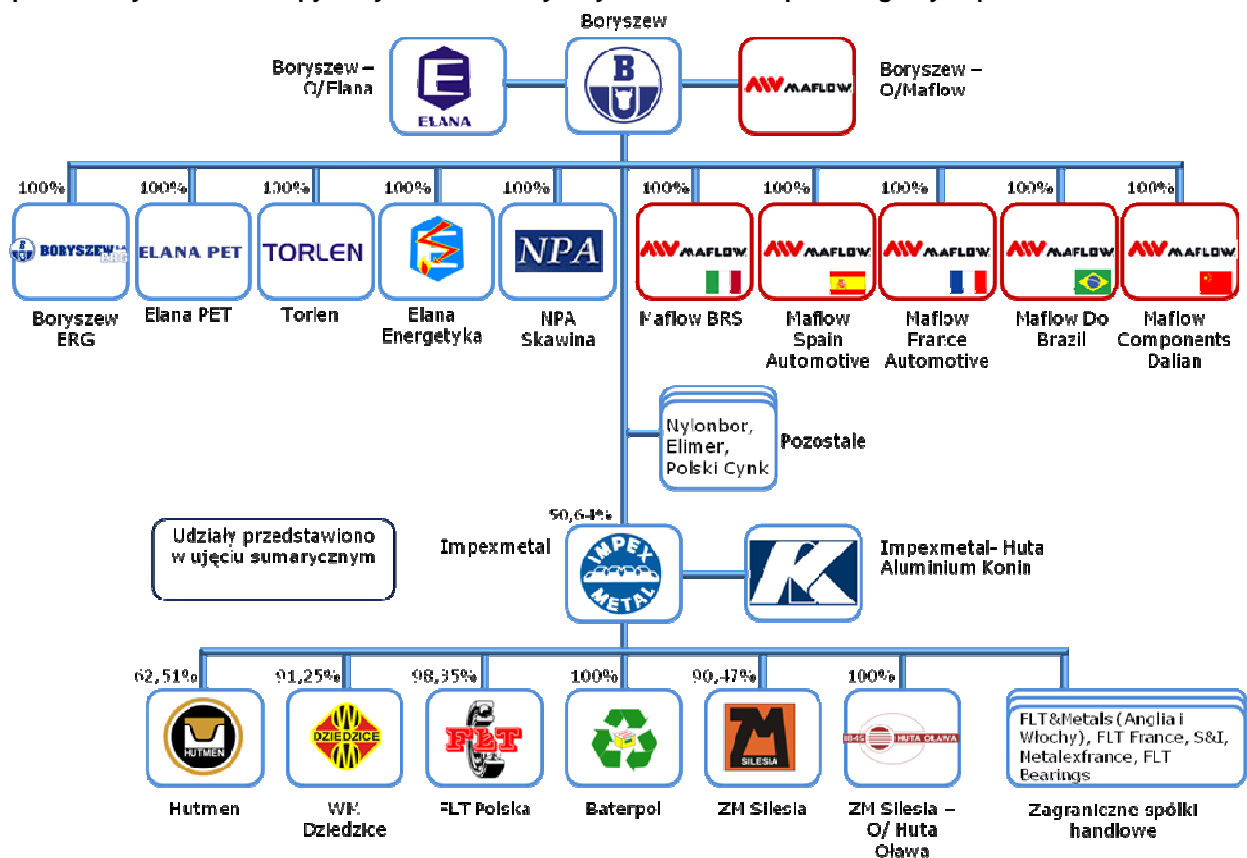 Boryszew
Boryszew –
O/Elana
ELANA
B
U
MAFLOW
Boryszew –
O/Maflow
100%
100%
100%
100%
100%
100%
100%
100%
100%
100%
BORYSZEW
ERG
ELANA PET
TORLEN
NPA
MAFLOW
MAFLOW
MAFLOW
MAFLOW
MAFLOW
Boryszew
ERG
Elana PET
Torlen
Elana
Energetyka
NPA
Skawina
Maflow BRS
Maflow
Spain
Automotive
Maflow
France
Automotive
Maflow Do
Brazil
Maflow
Components
Dalian
Nylonbor,
Elimer,
Polski Cynk
Pozostałe
Udziały przedstawiono
w ujęciu sumarycznym
50,64%
Impexmetal
IMPEX
METAL
K
Impexmetal- Huta
Aluminium Konin
62,51%
91,25%
98,35%
100%
90,47%
100%
HUTMEN
DZIEDZICE
FŁT
SILESIA
1845 HUTA OŁAWA
FLT&Metals (Anglia i
Włochy), FLT France, S&I,
Metalexfrance, FLT
Bearings
Hutmen
WM
Dziedzice
FŁT Polska
Baterpol
ZM Silesia
ZM Silesia –
O/ Huta
Oława
Zagraniczne spółki
handlowe